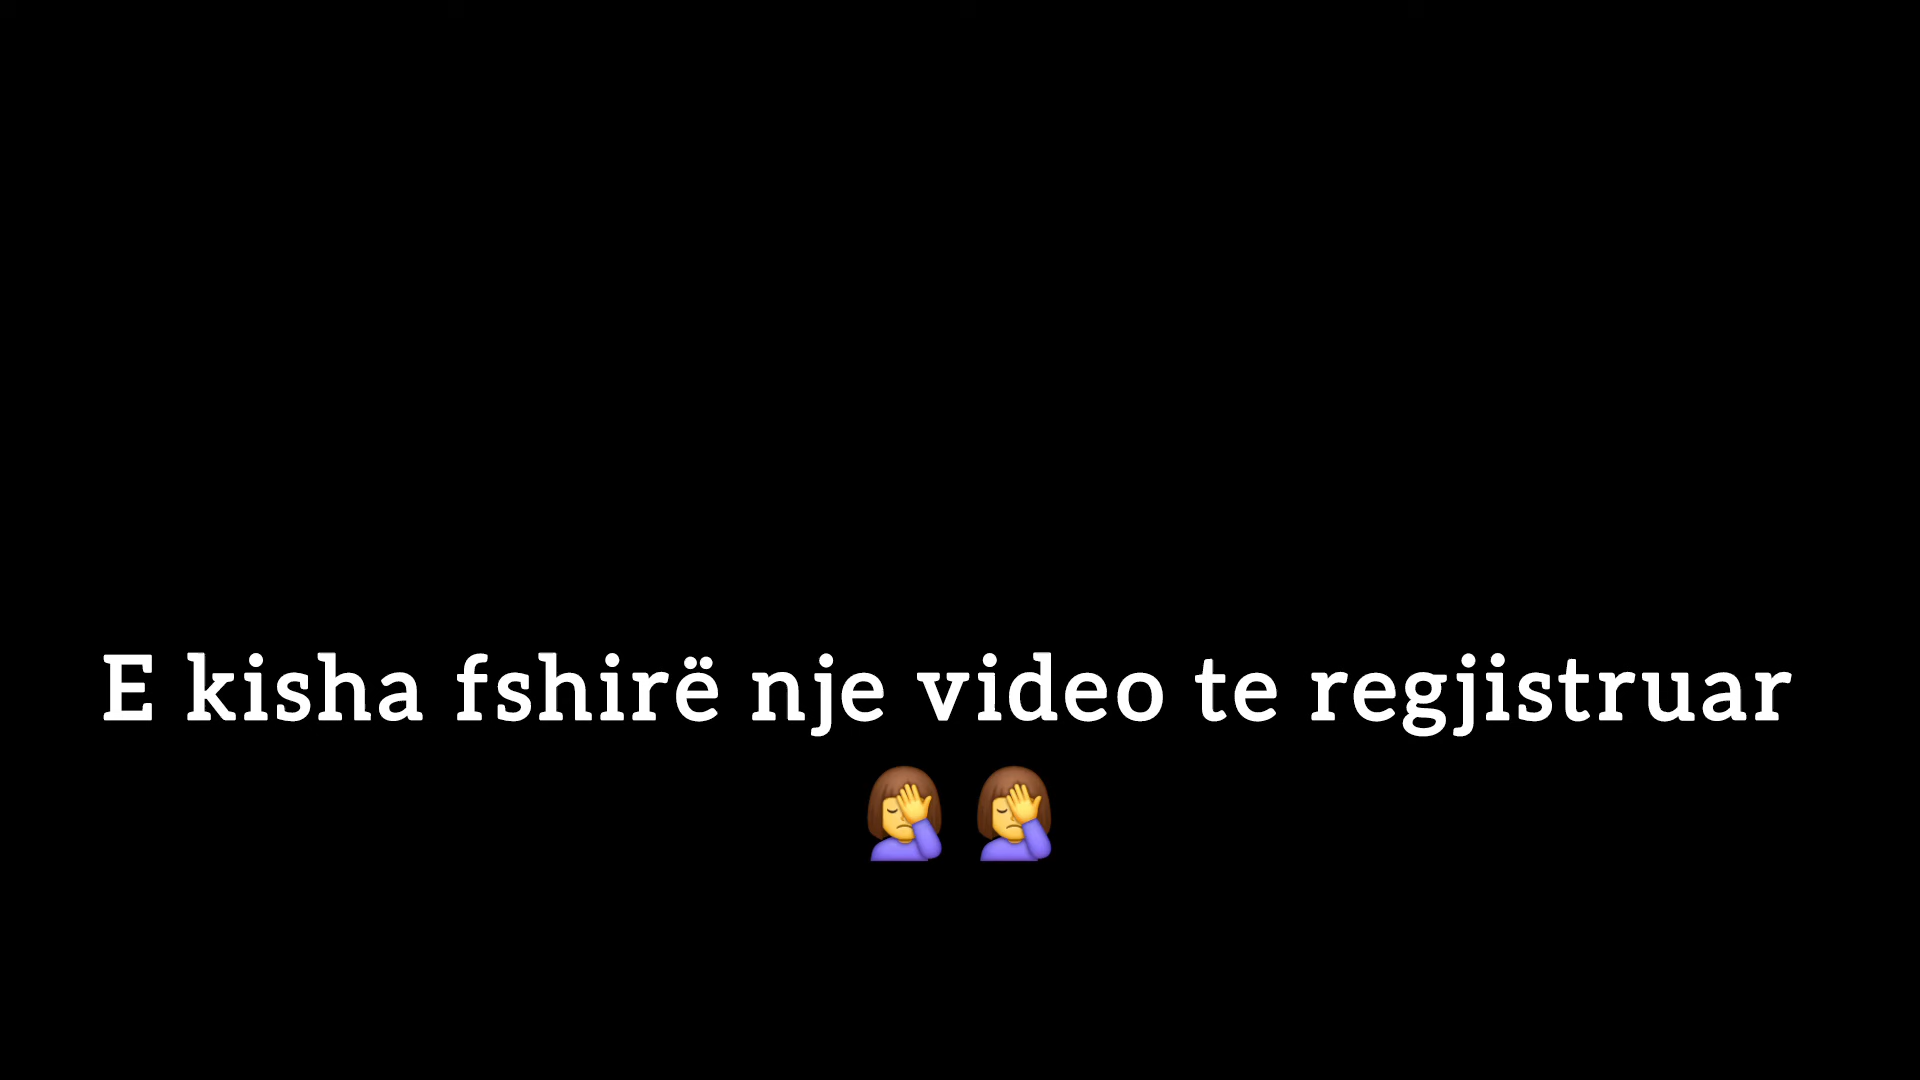 E kisha fshirë nje video te regjistruar
🤦‍♀️ 🤦‍♀️